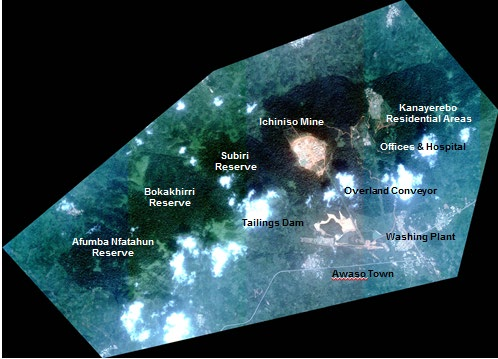 Kanayerebo
Residential Areas
Ichiniso Mine
Offices & Hospital
Subiri
Reserve
Bokakhirri
Reserve
Overland Conveyor
Tailings Dam
Afumba Nfatahun
Reserve
Washing Plant
Awaso Town